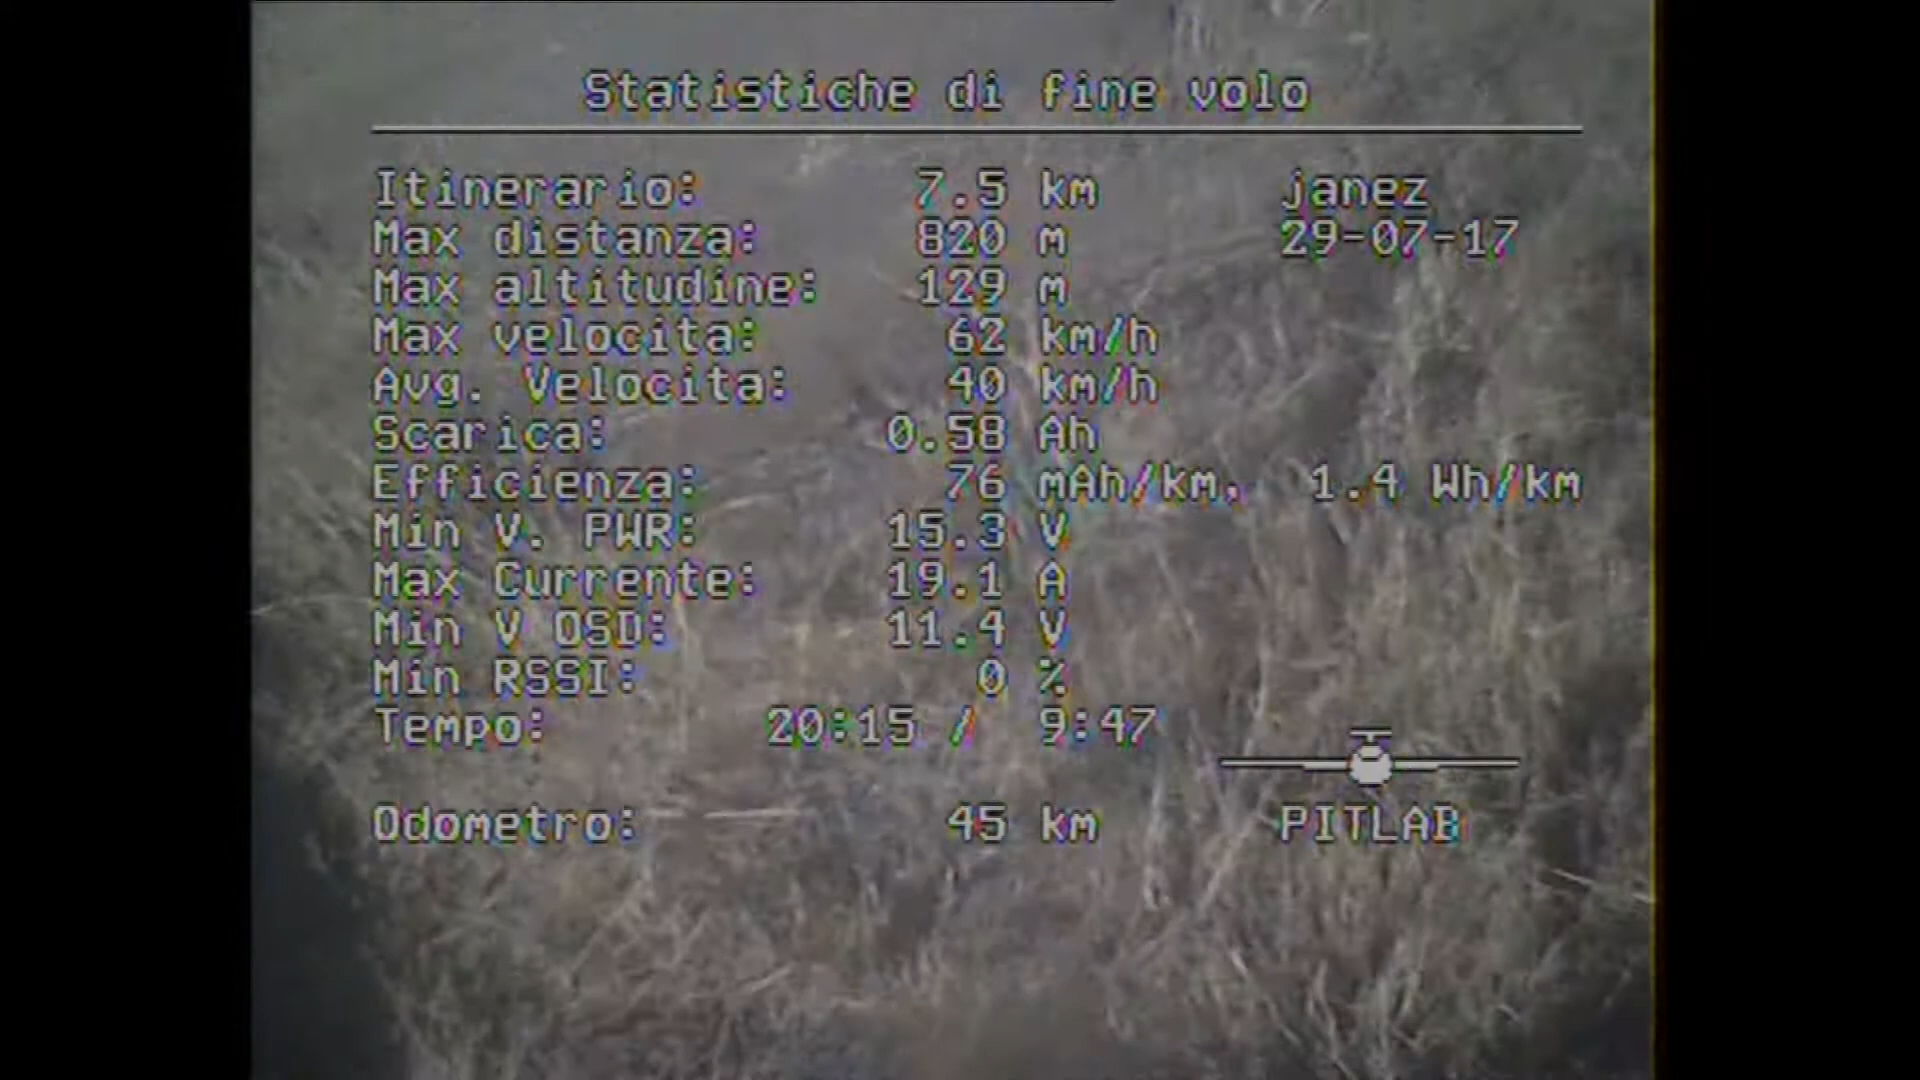 Statistiche di fine volo
Itinerario: 7.5 km janez
Max distanza: 820 m 29-07-17
Max altitudine: 129 m
Max velocita: 62 km/h
Avg. Velocita: 40 km/h
Scarica: 0.58 Ah
Efficienza: 76 mAh/km, 1.4 Wh/km
Min V. PWR: 15.3 V
Max Currente: 19.1 A
Min V OSD: 11.4 V
Min RSSI: 0 %
Tempo: 20:15 / 9:47
Odometro: 45 km PITLAB